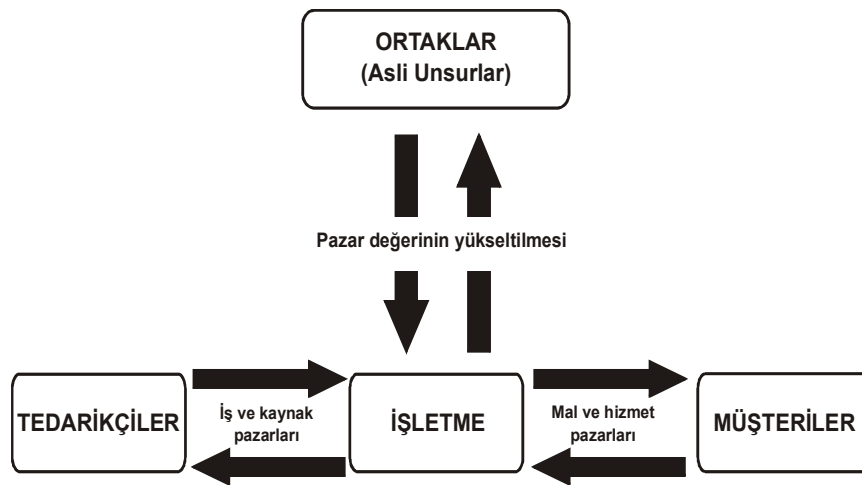 ORTAKLAR
(Asli Unsurlar)
Pazar değerinin yükseltilmesi
TEDARİKÇİLER
İş ve kaynak
pazarları
İŞLETME
Mal ve hizmet
pazarları
MÜŞTERİLER